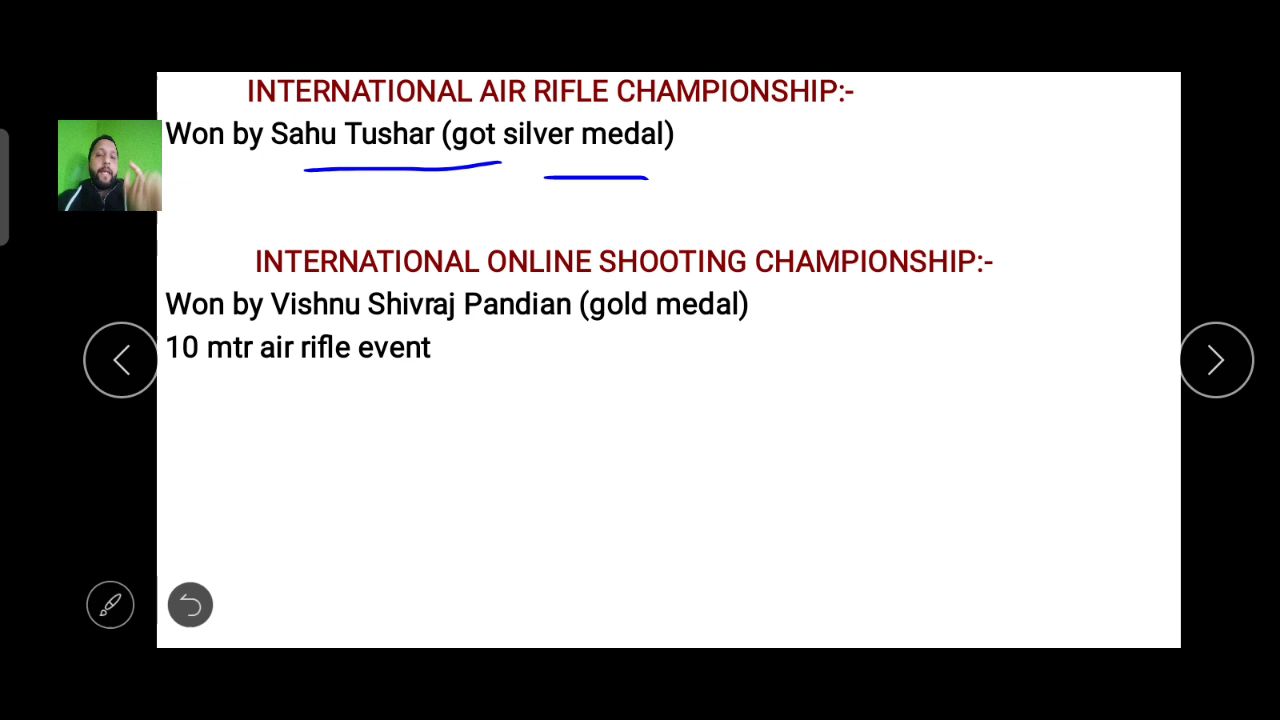 INTERNATIONAL AIR RIFLE CHAMPIONSHIP:-
Won by Sahu Tushar (got silver medal)
INTERNATIONAL ONLINE SHOOTING CHAMPIONSHIP:-
Won by Vishnu Shivraj Pandian (gold medal)
10 mtr air rifle event